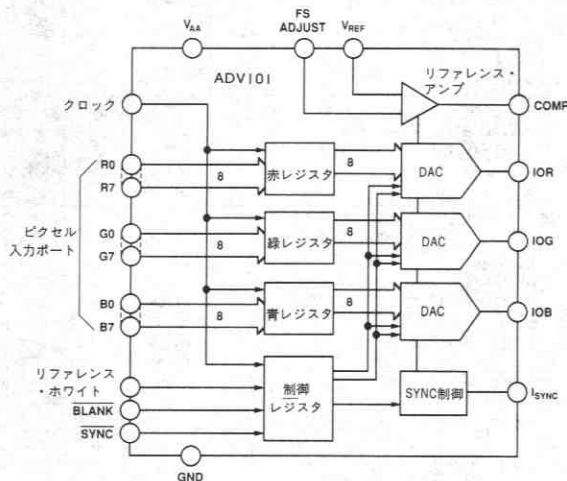 FS
V_AA ADJUST V_REF
ADV101
リファレンス・
アンプ
クロック
COMP
R0
8
赤レジスタ
8
DAC
IOR
R7
ピクセル
入力ポート
G0
8
緑レジスタ
8
DAC
IOG
G7
B0
8
青レジスタ
8
DAC
IOB
B7
リファレンス
・ホワイト
制御
レジスタ
SYNC制御
I_SYNC
BLANK
SYNC
GND